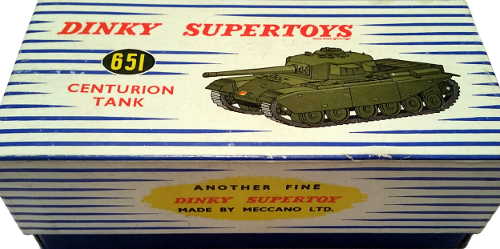 DINKY SUPERTOYS
651
CENTURION
TANK
ANOTHER FINE
DINKY SUPERTOY
MADE BY MECCANO LTD.